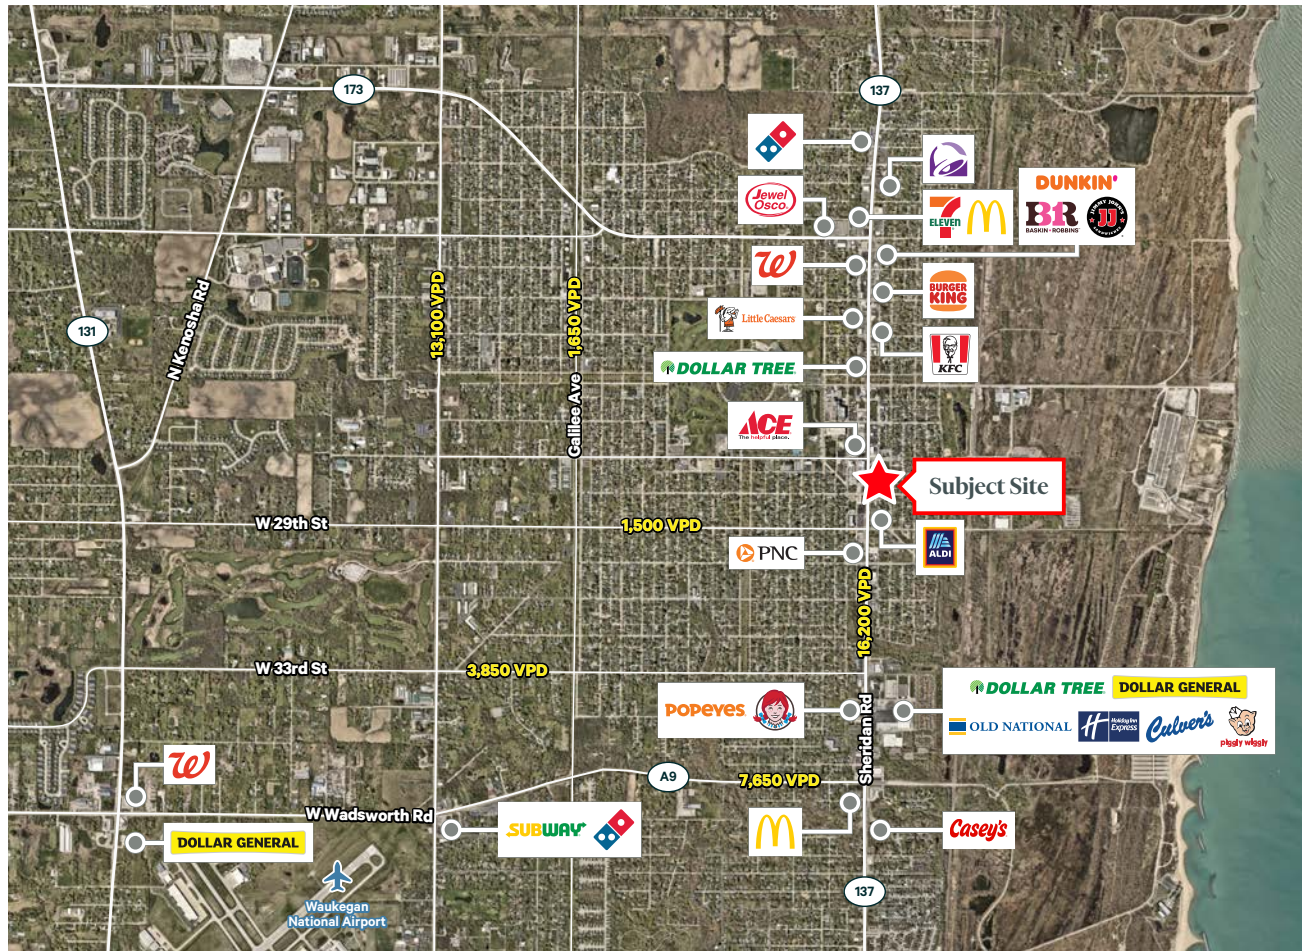 173
137
Jewel
Osco
7
ELEVEN
DUNKIN'
BR
BASKIN-ROBBINS
JIMMY JOHN'S
JJ
SANDWICHES
W
BURGER
KING
Little Caesars
131
N Kenosha Rd
13,100 VPD
1,650 VPD
Galilee Ave
DOLLAR TREE
KFC
ACE
The helpful place.
Subject Site
W 29th St
1,500 VPD
PNC
ALDI
16,200 VPD
W 33rd St
3,850 VPD
POPEYES
Sheridan Rd
DOLLAR TREE
DOLLAR GENERAL
OLD NATIONAL
H
Holiday Inn
Express
Culver's
piggly wiggly
W
A9
7,650 VPD
W Wadsworth Rd
SUBWAY
DOLLAR GENERAL
Casey's
Waukegan
National Airport
137